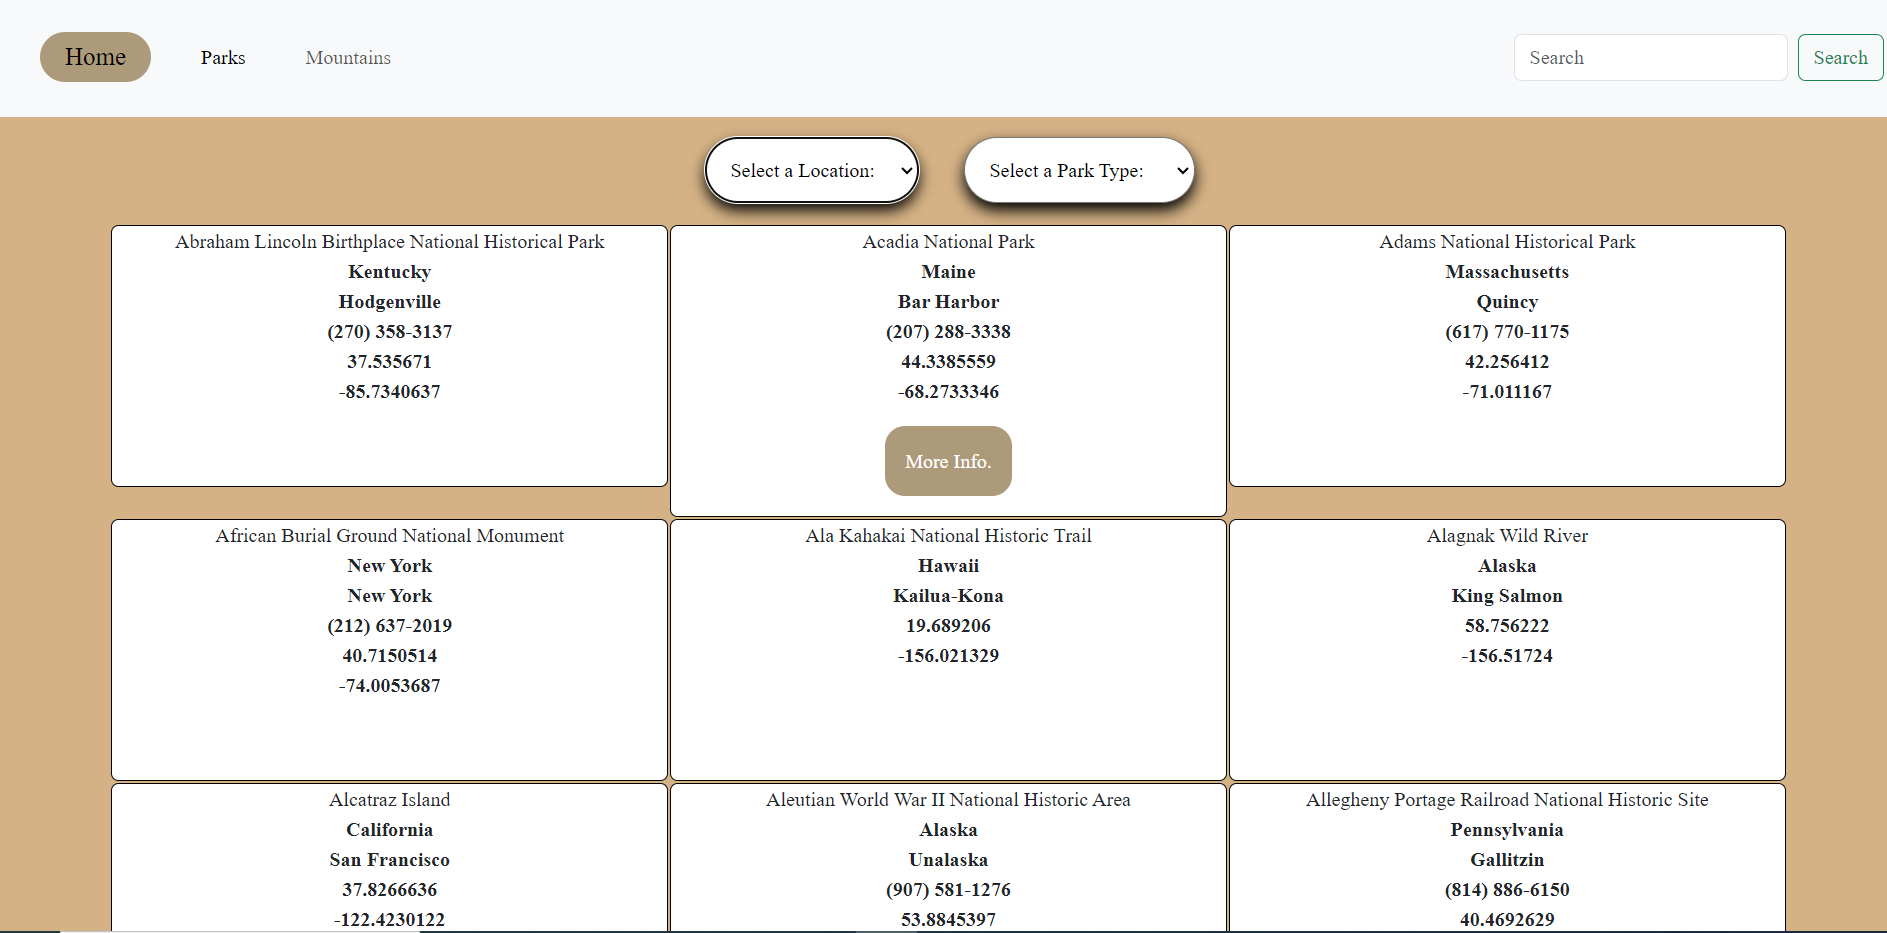 Home
Parks
Mountains
Search
Search
Select a Location:
Select a Park Type:
Abraham Lincoln Birthplace National Historical Park
Kentucky
Hodgenville
(270) 358-3137
37.535671
-85.7340637
Acadia National Park
Maine
Bar Harbor
(207) 288-3338
44.3385559
-68.2733346
More Info.
Adams National Historical Park
Massachusetts
Quincy
(617) 770-1175
42.256412
-71.011167
African Burial Ground National Monument
New York
New York
(212) 637-2019
40.7150514
-74.0053687
Ala Kahakai National Historic Trail
Hawaii
Kailua-Kona
19.689206
-156.021329
Alagnak Wild River
Alaska
King Salmon
58.756222
-156.51724
Alcatraz Island
California
San Francisco
37.8266636
-122.4230122
Aleutian World War II National Historic Area
Alaska
Unalaska
(907) 581-1276
53.8845397
Allegheny Portage Railroad National Historic Site
Pennsylvania
Gallitzin
(814) 886-6150
40.4692629